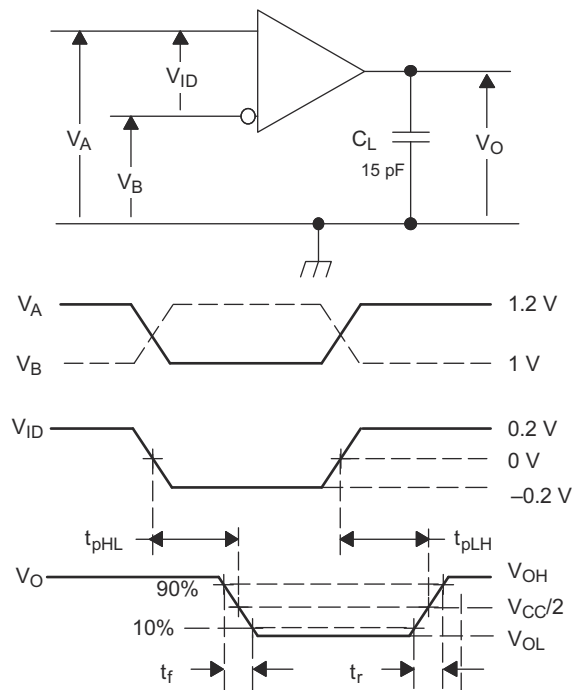 V_ID
V_A
V_B
C_L
15 pF
V_O
V_A
1.2 V
V_B
1 V
V_ID
0.2 V
0 V
–0.2 V
t_pHL
t_pLH
V_O
V_OH
90%
V_CC/2
10%
V_OL
t_f
t_r